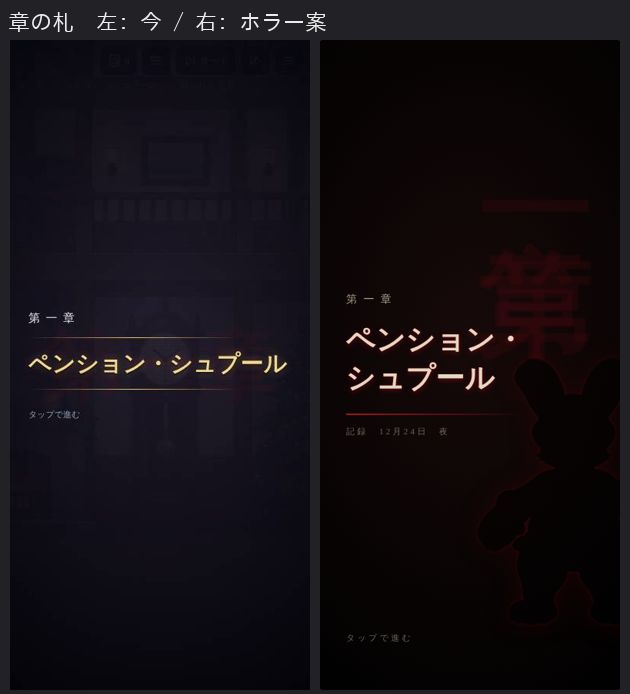 章の札　左: 今 / 右: ホラー案
第一章
ペンション・シュプール
タップで進む
一
第
第一章
ペンション・
シュプール
記録　12月24日　夜
タップで進む